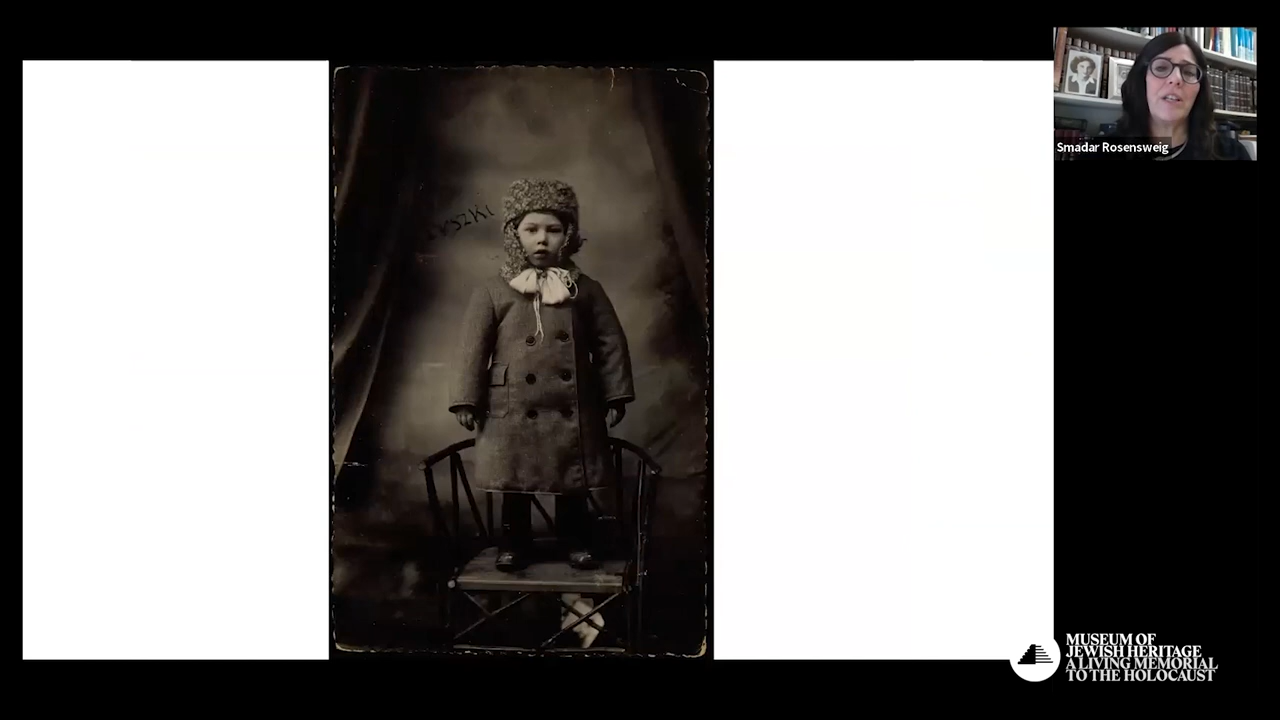 Smadar Rosensweig
MUSEUM OF
JEWISH HERITAGE
A LIVING MEMORIAL
TO THE HOLOCAUST